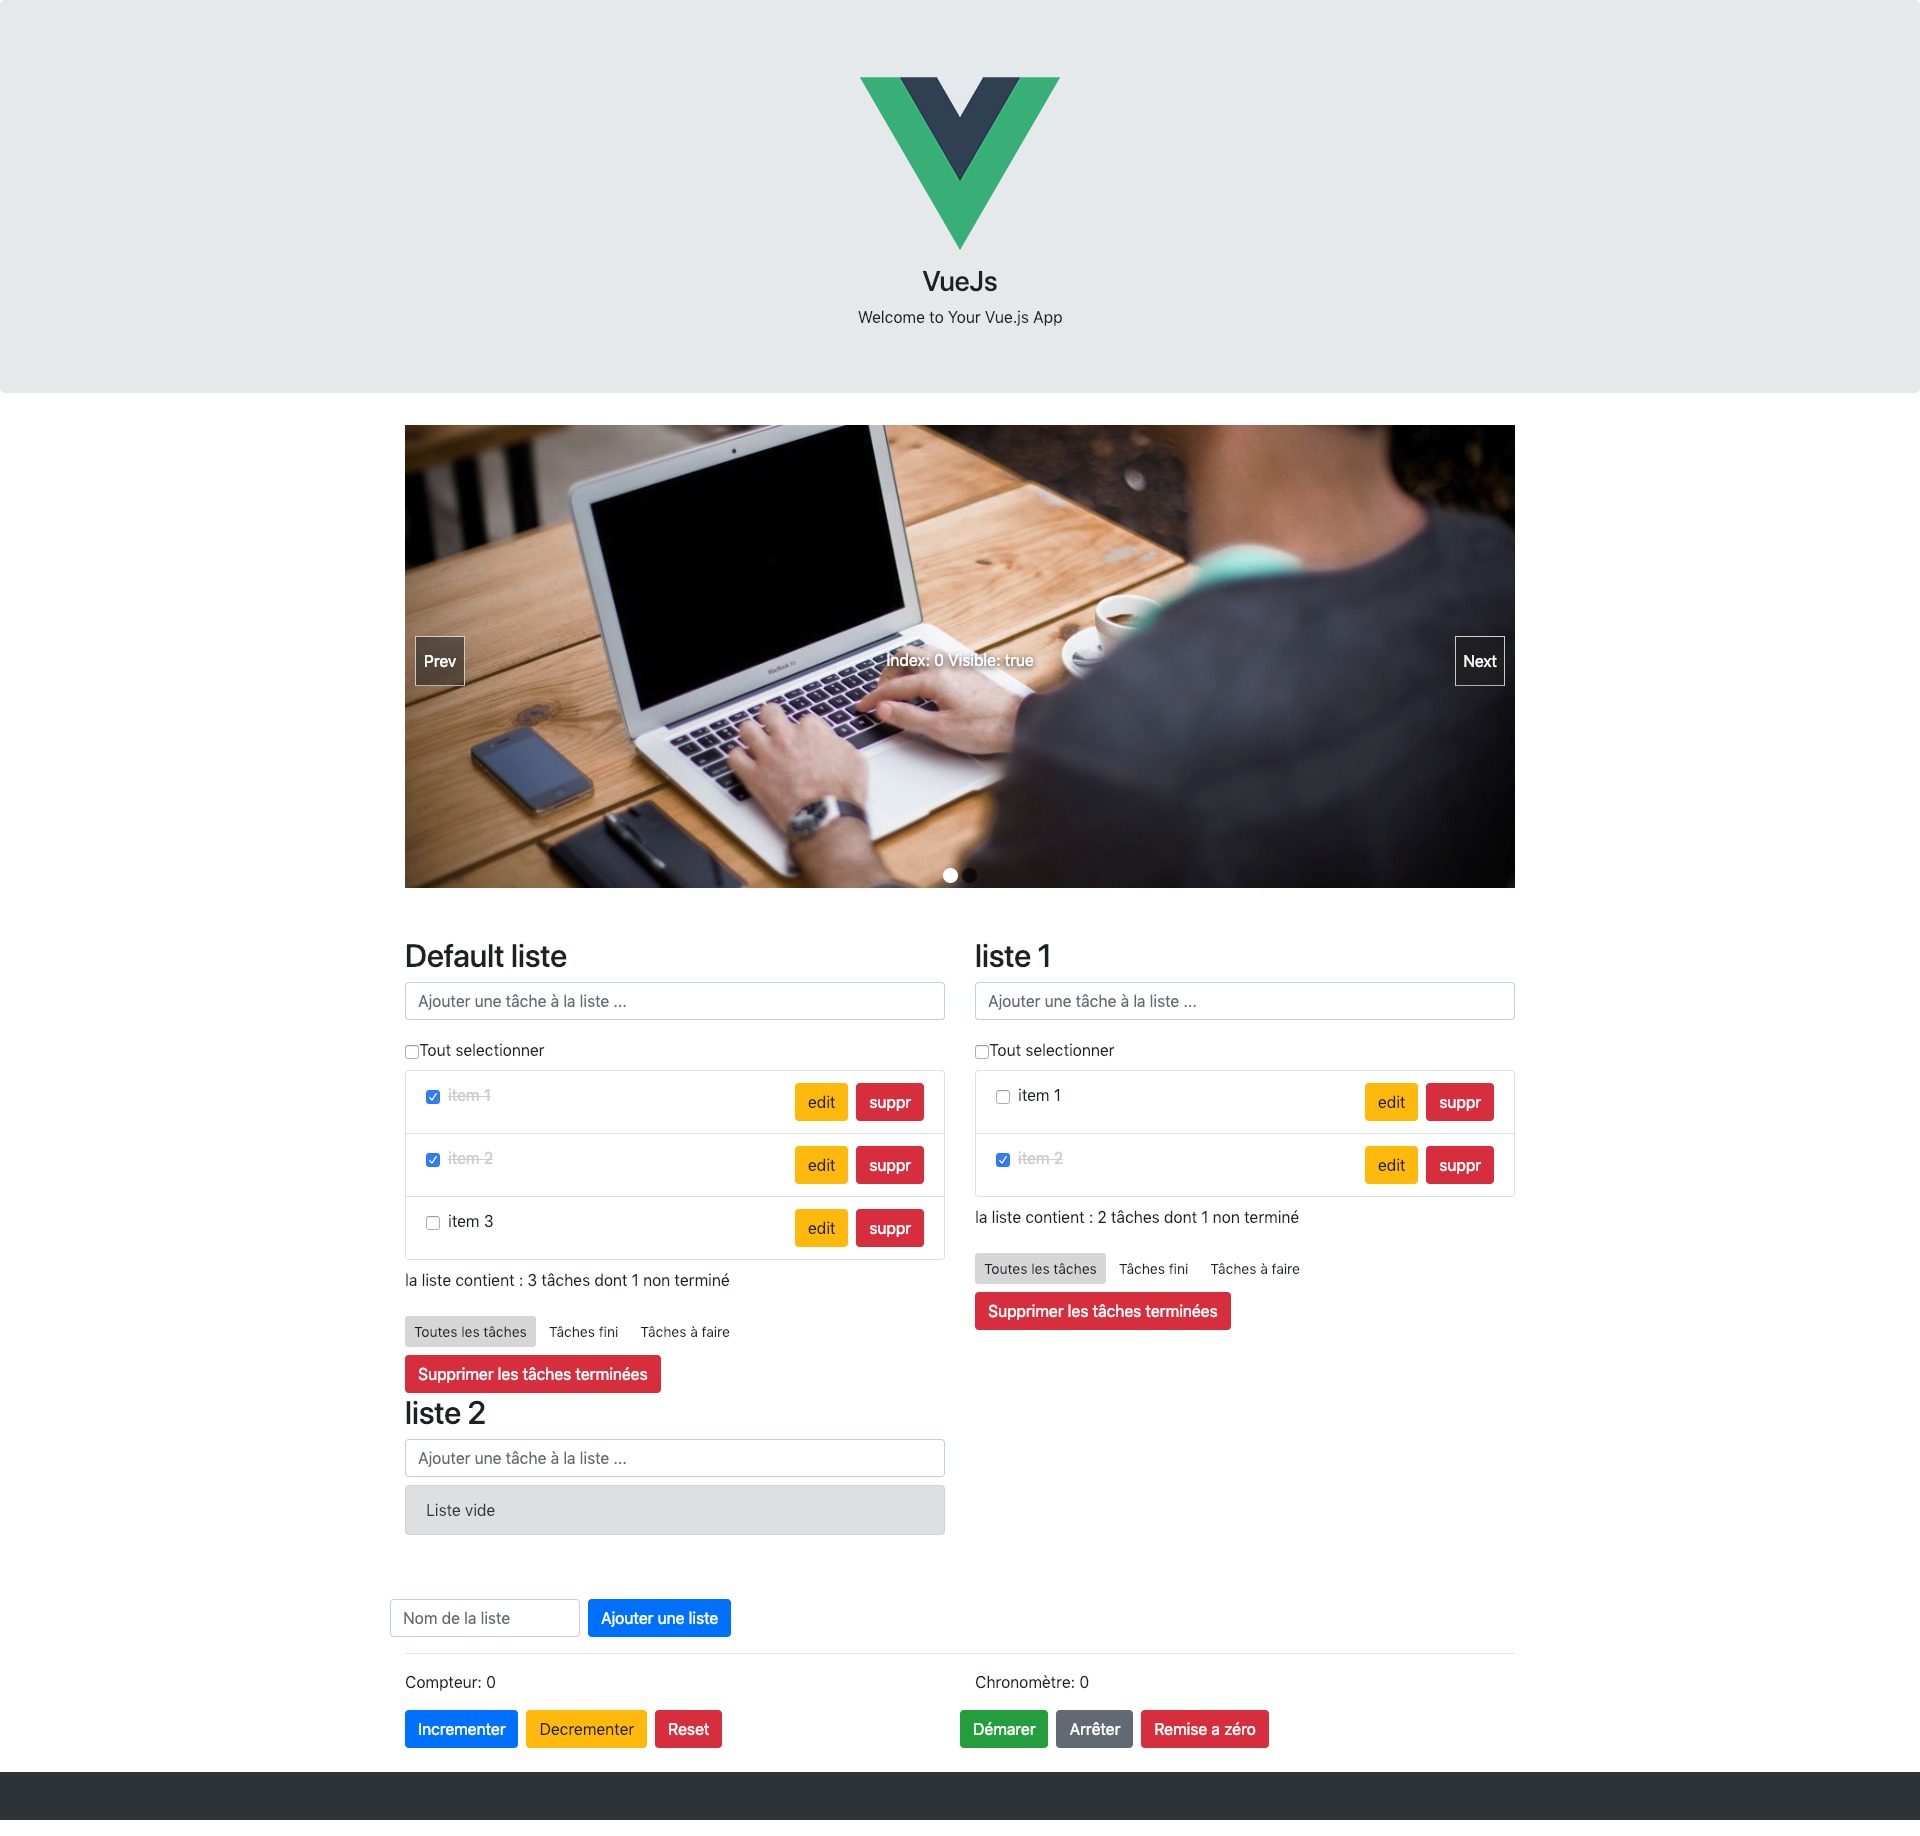 VueJs
Welcome to Your Vue.js App
MacBook Air
Prev
Index: 0 Visible: true
Next
Default liste
Ajouter une tâche à la liste ...
Tout selectionner
item 1 edit suppr
item 2 edit suppr
item 3 edit suppr
la liste contient : 3 tâches dont 1 non terminé
Toutes les tâches Tâches fini Tâches à faire
Supprimer les tâches terminées
liste 1
Ajouter une tâche à la liste ...
Tout selectionner
item 1 edit suppr
item 2 edit suppr
la liste contient : 2 tâches dont 1 non terminé
Toutes les tâches Tâches fini Tâches à faire
Supprimer les tâches terminées
liste 2
Ajouter une tâche à la liste ...
Liste vide
Nom de la liste Ajouter une liste
Compteur: 0
Incrementer Decrementer Reset
Chronomètre: 0
Démarer Arrêter Remise a zéro